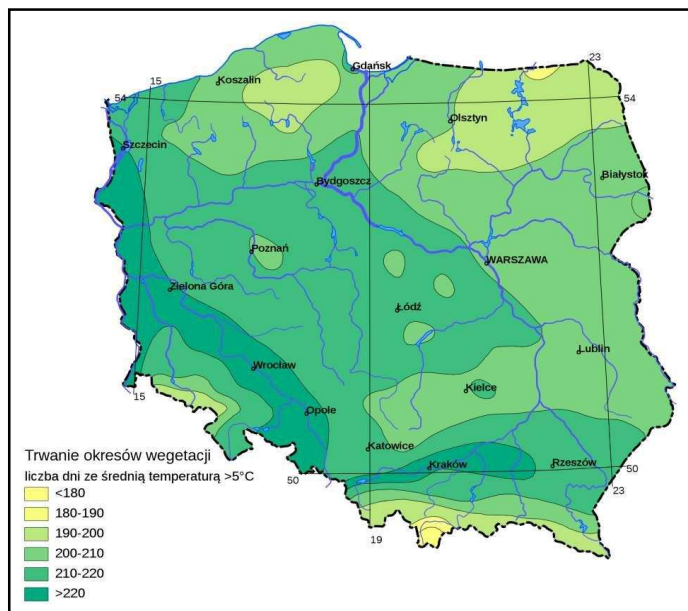 Gdańsk
23
15
Koszalin
54
54
Olsztyn
Szczecin
Białystok
Bydgoszcz
Poznań
WARSZAWA
Zielona Góra
Łódź
Lublin
Wrocław
Kielce
15
Opole
Katowice
Kraków
Rzeszów
50
50
23
19
Trwanie okresów wegetacji
liczba dni ze średnią temperaturą >5°C
<180
180-190
190-200
200-210
210-220
>220